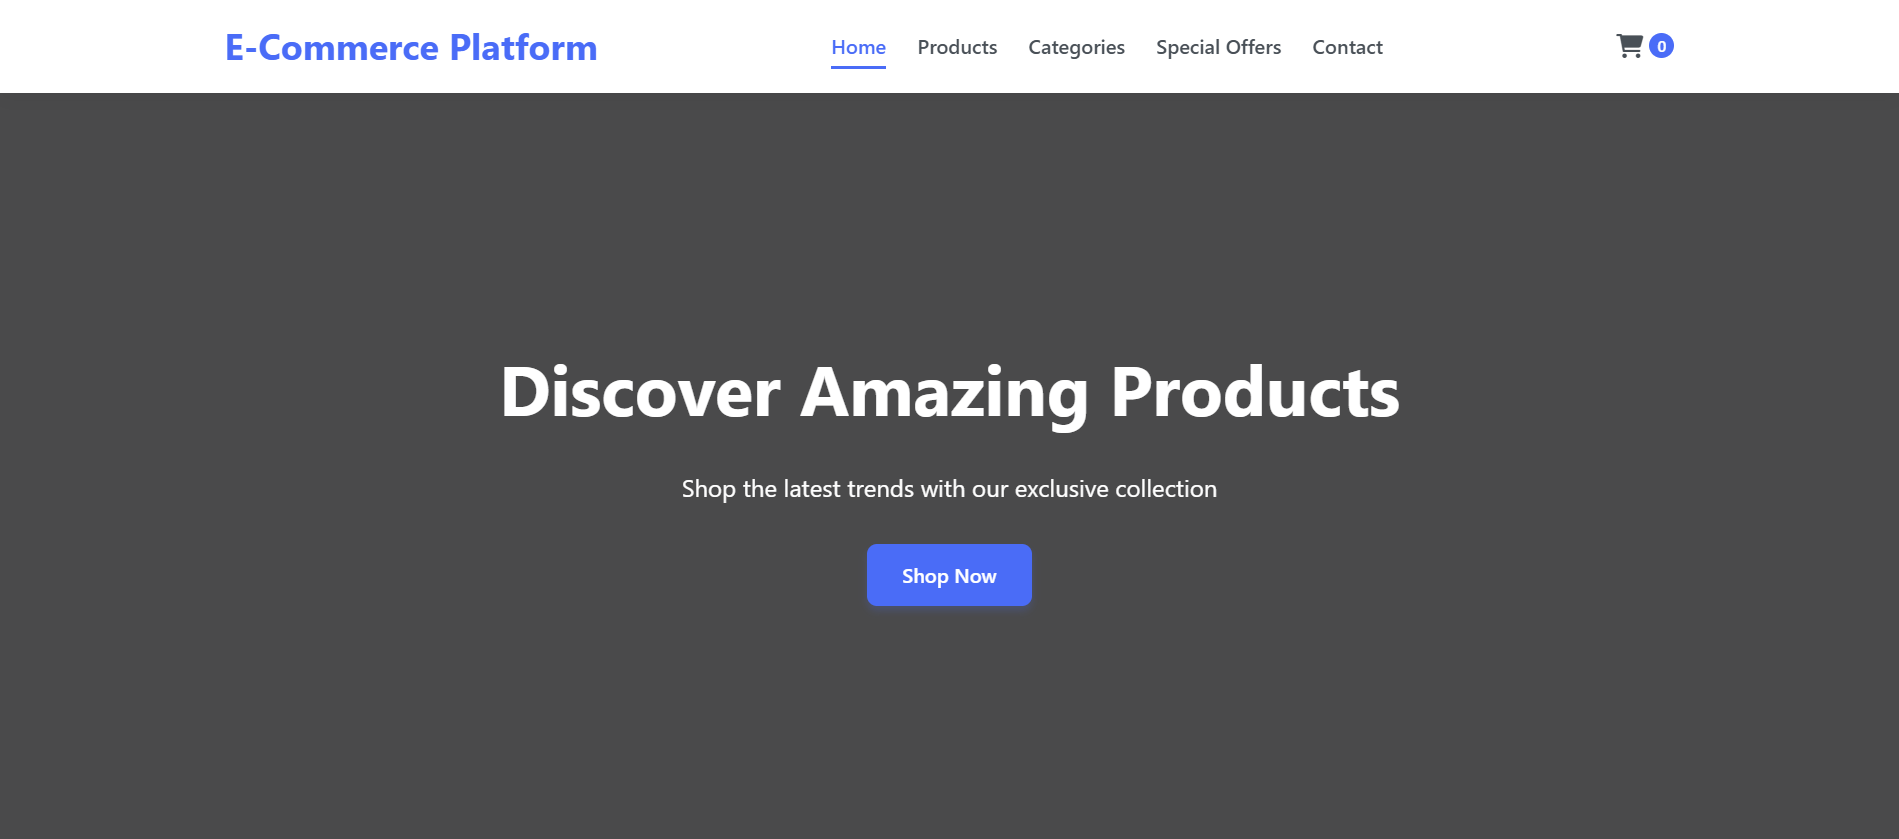 E-Commerce Platform
Home Products Categories Special Offers Contact
0
Discover Amazing Products
Shop the latest trends with our exclusive collection
Shop Now